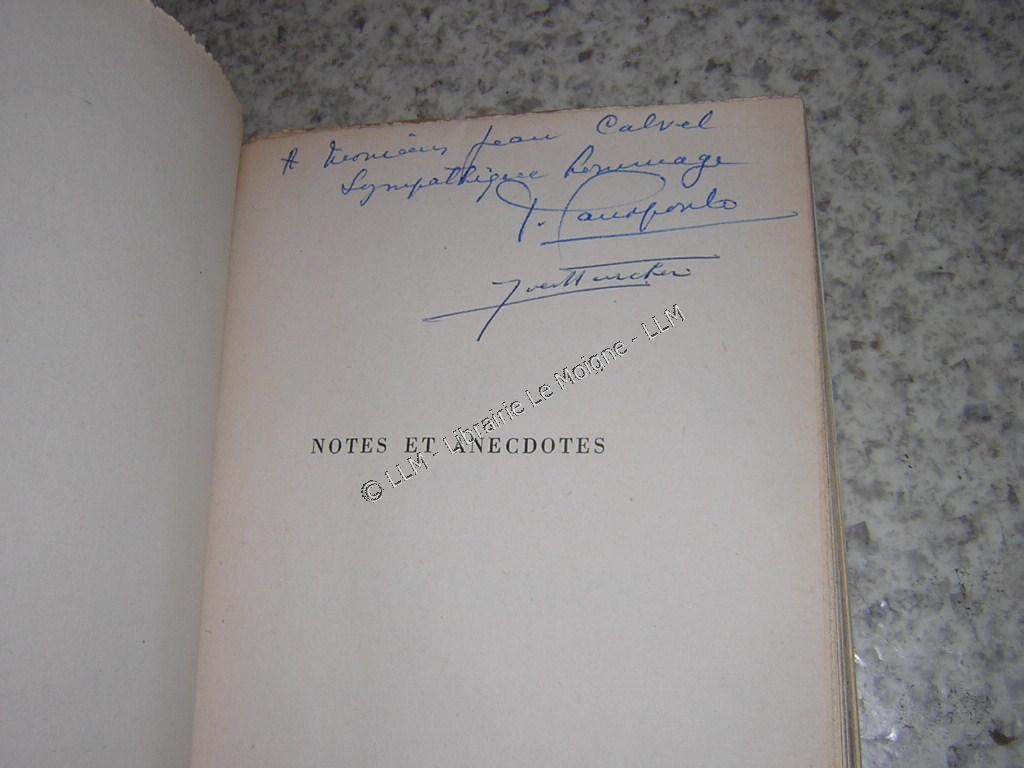 A Monsieur Jean Calvel
Sympathique hommage
NOTES ET ANECDOTES
© LLM - Librairie Le Moigne - LLM